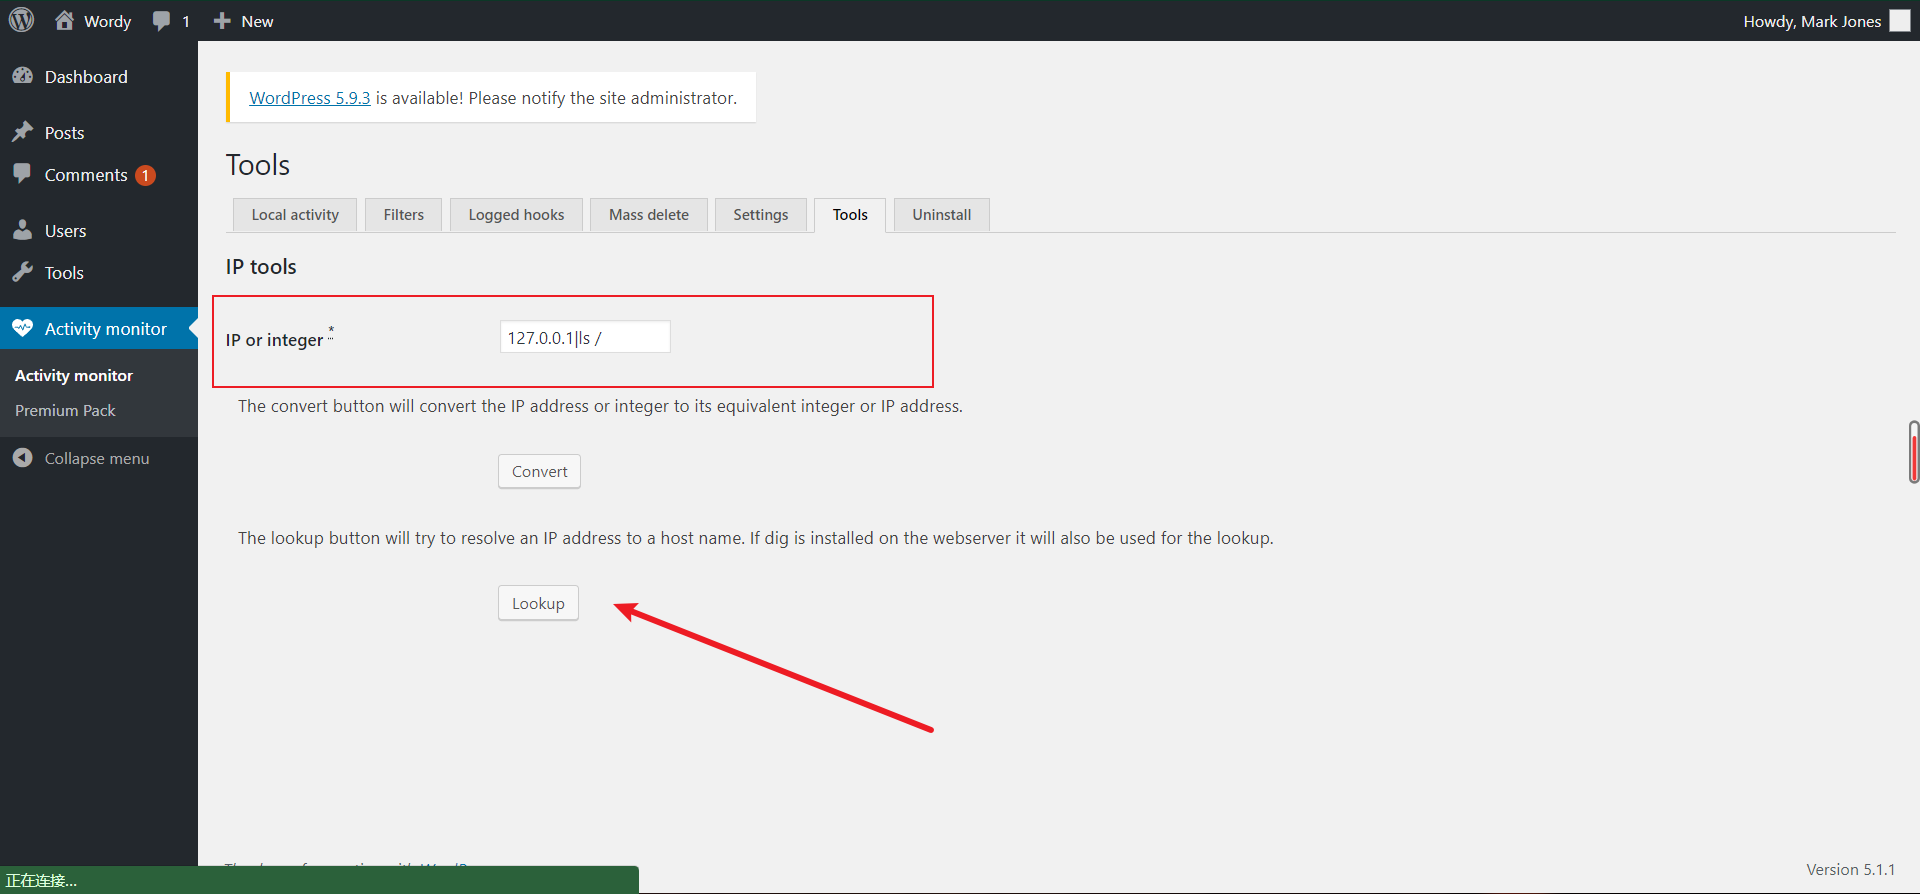 Wordy 1 New Howdy, Mark Jones
Dashboard
Posts
Comments 1
Users
Tools
Activity monitor
Activity monitor
Premium Pack
Collapse menu
WordPress 5.9.3 is available! Please notify the site administrator.
Tools
Local activity Filters Logged hooks Mass delete Settings Tools Uninstall
IP tools
IP or integer * 127.0.0.1|ls /
The convert button will convert the IP address or integer to its equivalent integer or IP address.
Convert
The lookup button will try to resolve an IP address to a host name. If dig is installed on the webserver it will also be used for the lookup.
Lookup
Version 5.1.1
正在连接...